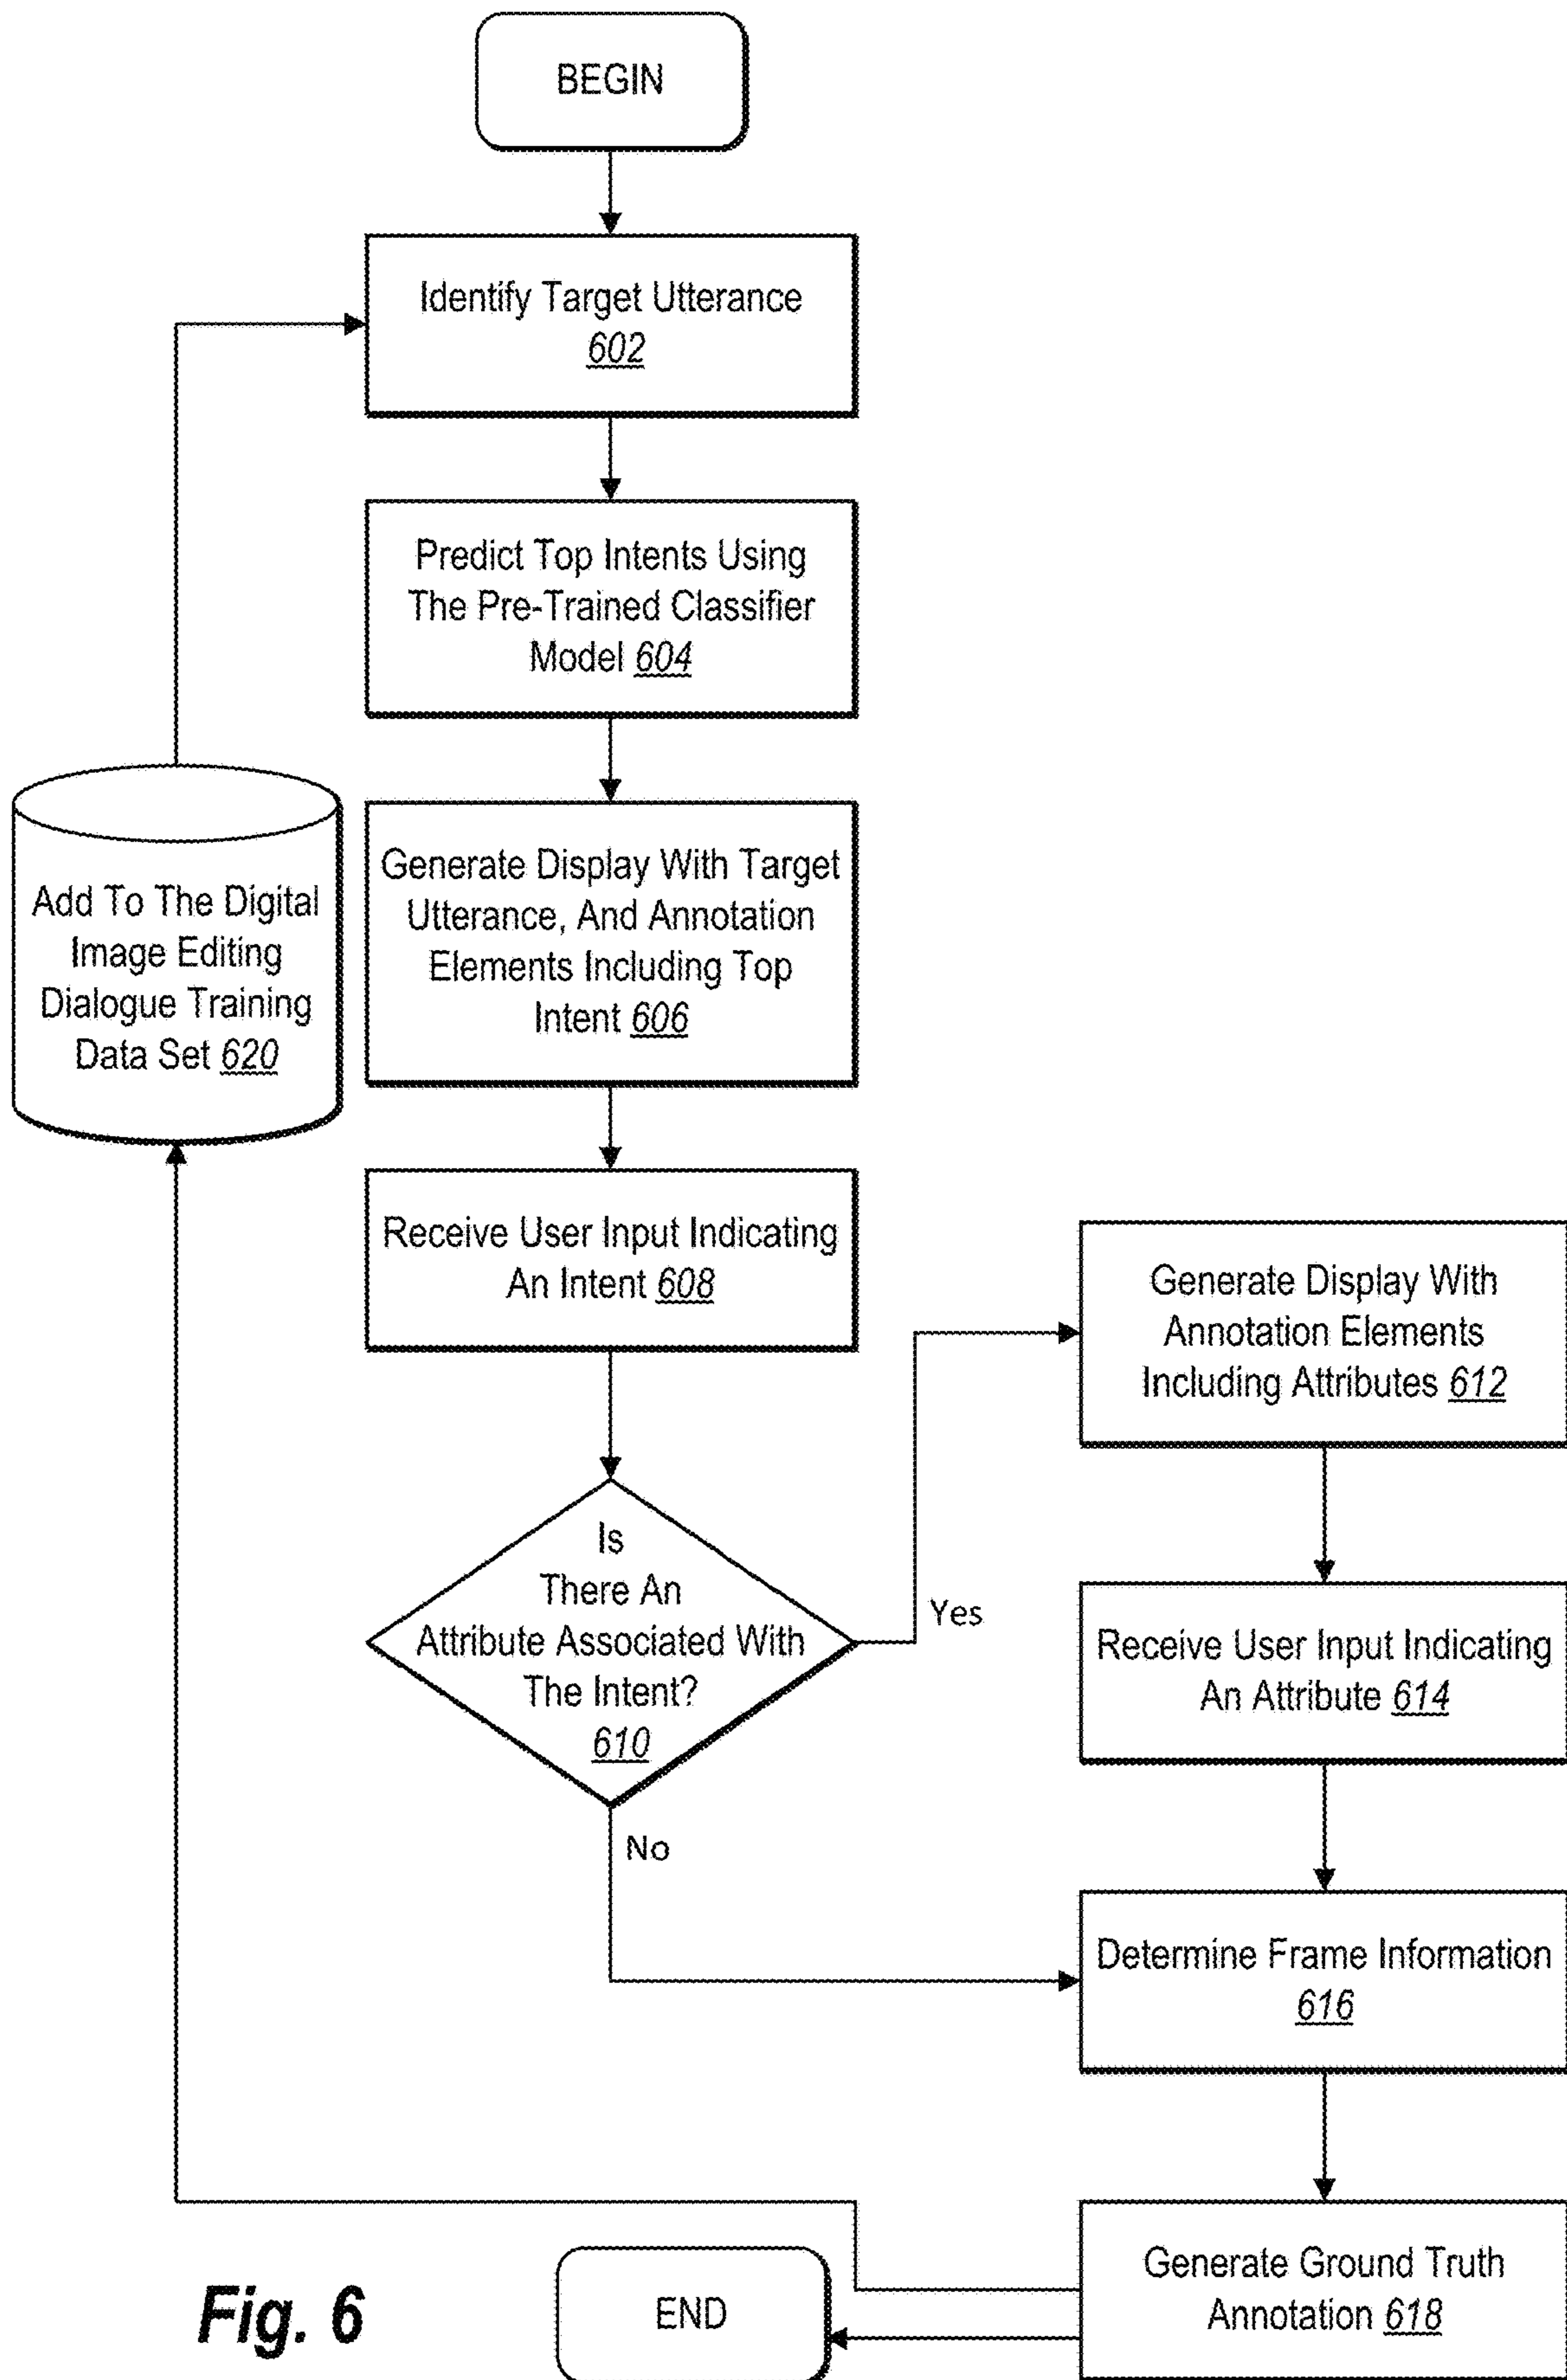 BEGIN
Identify Target Utterance
602
Predict Top Intents Using
The Pre-Trained Classifier
Model 604
Generate Display With Target
Utterance, And Annotation
Elements Including Top
Intent 606
Add To The Digital
Image Editing
Dialogue Training
Data Set 620
Receive User Input Indicating
An Intent 608
Is
There An
Attribute Associated With
The Intent?
610
Yes
No
Generate Display With
Annotation Elements
Including Attributes 612
Receive User Input Indicating
An Attribute 614
Determine Frame Information
616
Generate Ground Truth
Annotation 618
END
Fig. 6